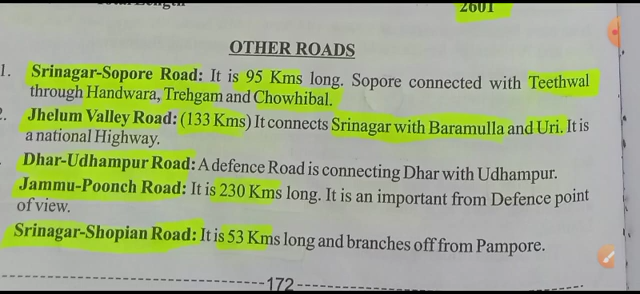 2601
OTHER ROADS
1. Srinagar-Sopore Road: It is 95 Kms long. Sopore connected with Teethwal
through Handwara, Trehgam and Chowhibal.
2. Jhelum Valley Road: (133 Kms) It connects Srinagar with Baramulla and Uri. It is
a national Highway.
Dhar-Udhampur Road: A defence Road is connecting Dhar with Udhampur.
Jammu-Poonch Road: It is 230 Kms long. It is an important from Defence point
of view.
Srinagar-Shopian Road: It is 53 Kms long and branches off from Pampore.
172